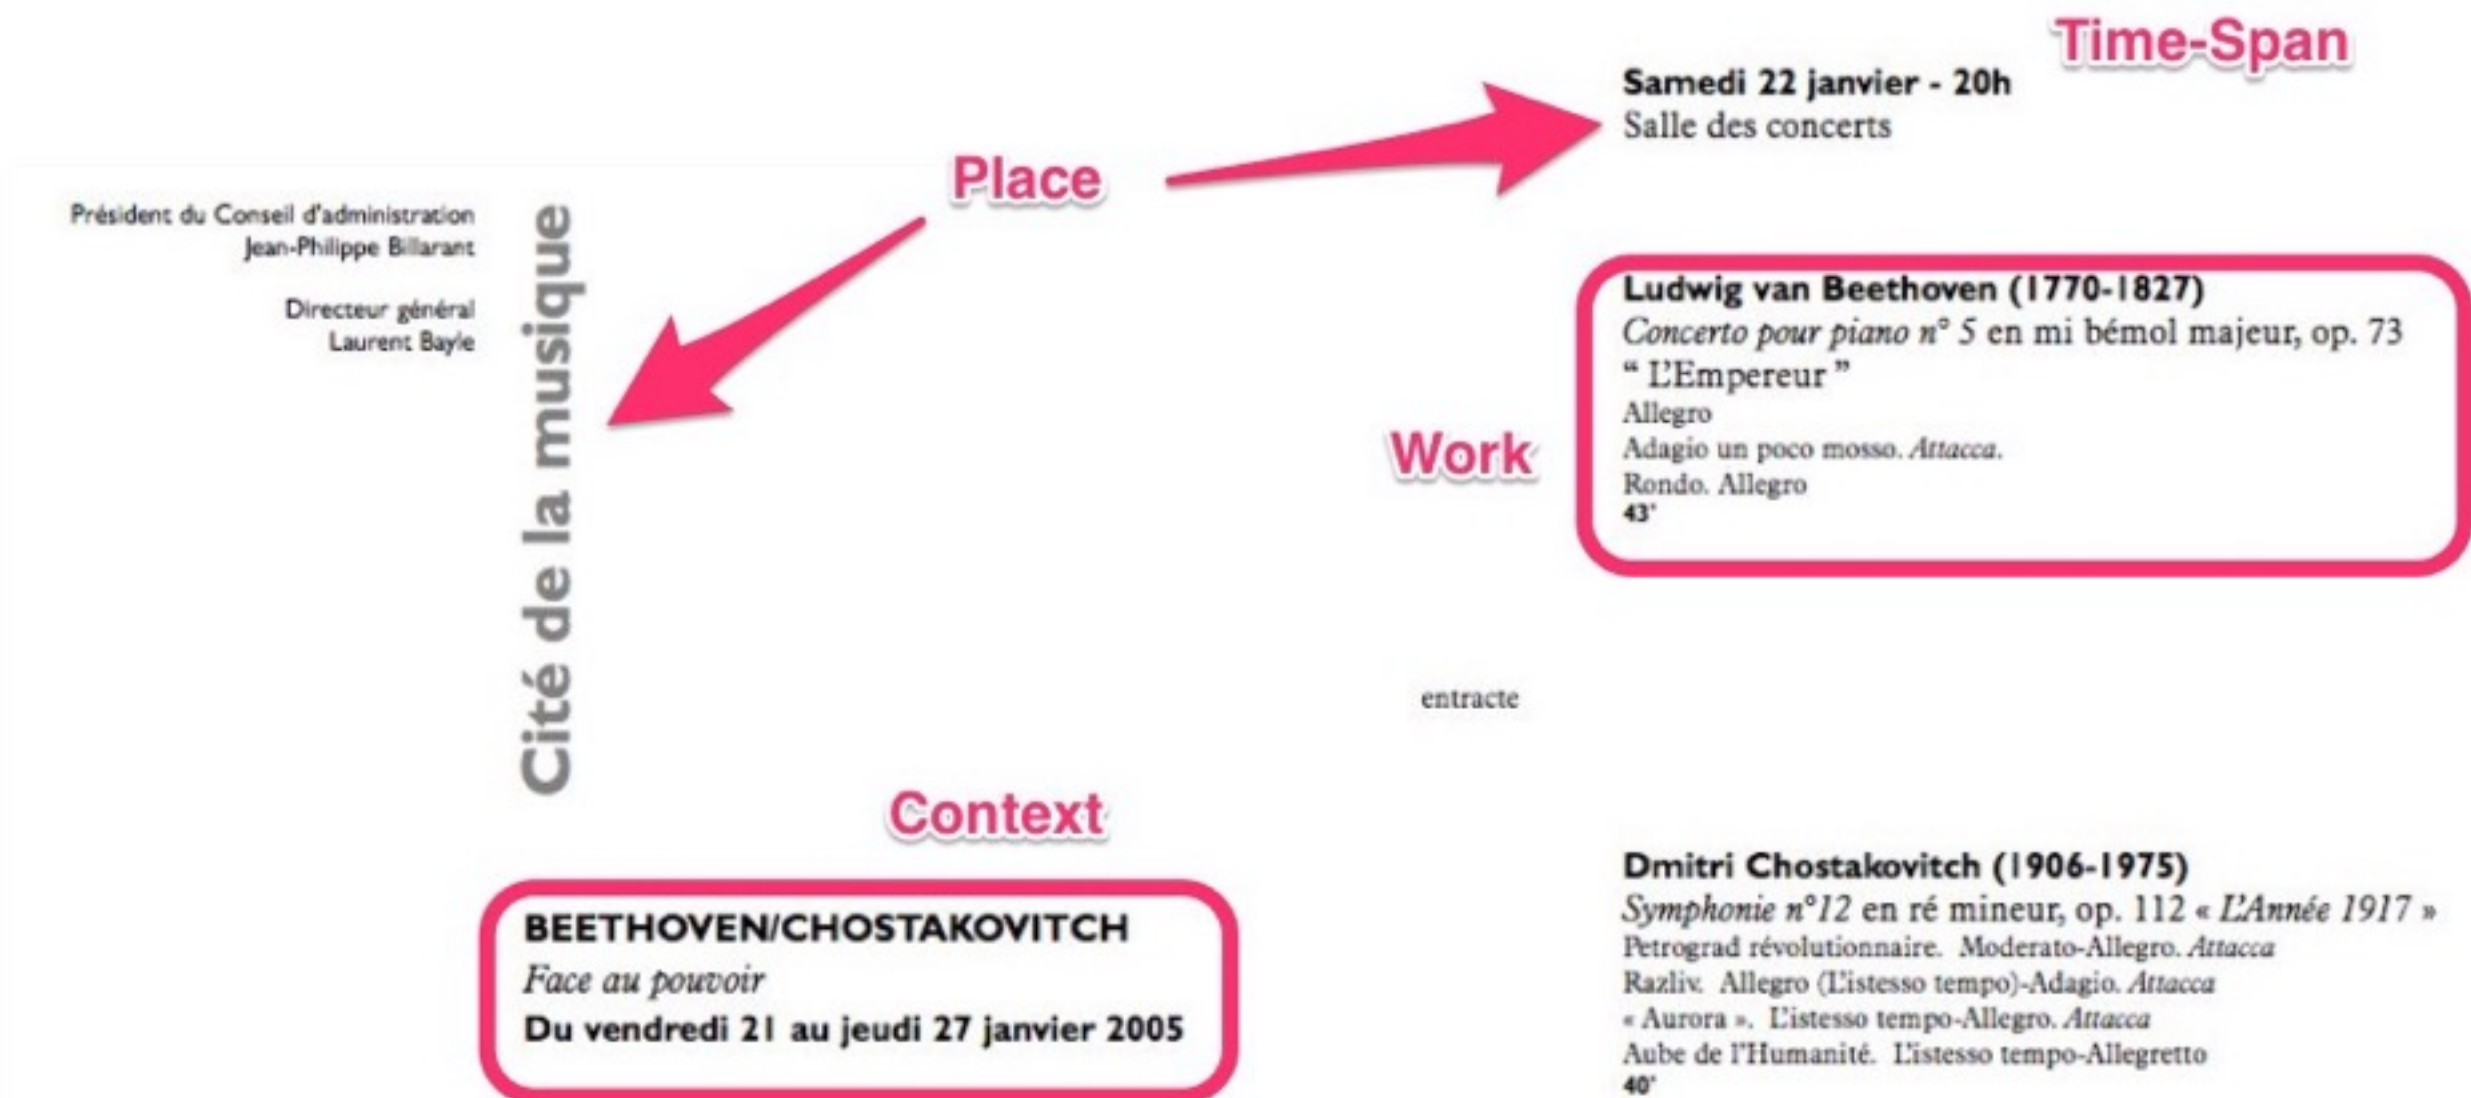 Time-Span
Samedi 22 janvier - 20h
Salle des concerts
Place
Président du Conseil d'administration
Jean-Philippe Billarant
Directeur général
Laurent Bayle
Cité de la musique
Ludwig van Beethoven (1770-1827)
Concerto pour piano n° 5 en mi bémol majeur, op. 73
“ L'Empereur ”
Allegro
Adagio un poco mosso. Attacca.
Rondo. Allegro
43'
Work
entracte
Context
BEETHOVEN/CHOSTAKOVITCH
Face au pouvoir
Du vendredi 21 au jeudi 27 janvier 2005
Dmitri Chostakovitch (1906-1975)
Symphonie n°12 en ré mineur, op. 112 « L'Année 1917 »
Petrograd révolutionnaire. Moderato-Allegro. Attacca
Razliv. Allegro (L'istesso tempo)-Adagio. Attacca
« Aurora ». L'istesso tempo-Allegro. Attacca
Aube de l'Humanité. L'istesso tempo-Allegretto
40'